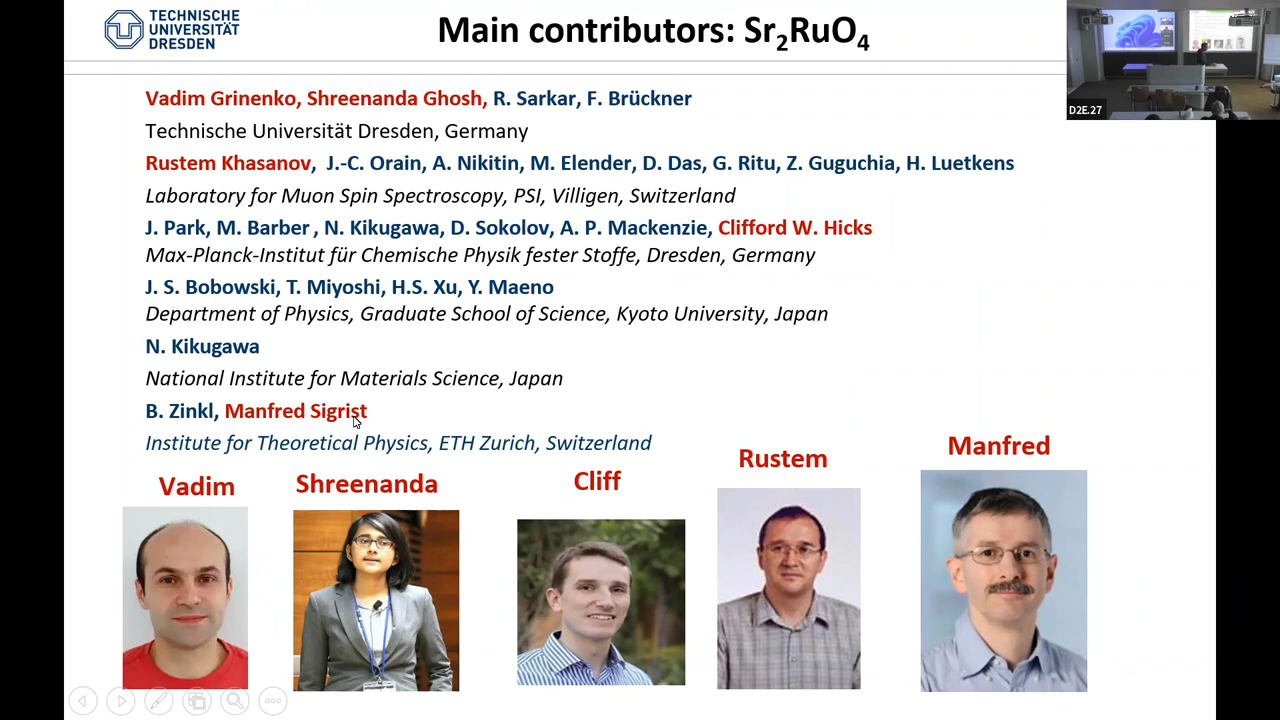 TECHNISCHE
UNIVERSITÄT
DRESDEN
Main contributors: Sr₂RuO₄
D2E.27
Vadim Grinenko, Shreenanda Ghosh, R. Sarkar, F. Brückner
Technische Universität Dresden, Germany
Rustem Khasanov, J.-C. Orain, A. Nikitin, M. Elender, D. Das, G. Ritu, Z. Guguchia, H. Luetkens
Laboratory for Muon Spin Spectroscopy, PSI, Villigen, Switzerland
J. Park, M. Barber , N. Kikugawa, D. Sokolov, A. P. Mackenzie, Clifford W. Hicks
Max-Planck-Institut für Chemische Physik fester Stoffe, Dresden, Germany
J. S. Bobowski, T. Miyoshi, H.S. Xu, Y. Maeno
Department of Physics, Graduate School of Science, Kyoto University, Japan
N. Kikugawa
National Institute for Materials Science, Japan
B. Zinkl, Manfred Sigrist
Institute for Theoretical Physics, ETH Zurich, Switzerland
Vadim
Shreenanda
Cliff
Rustem
Manfred